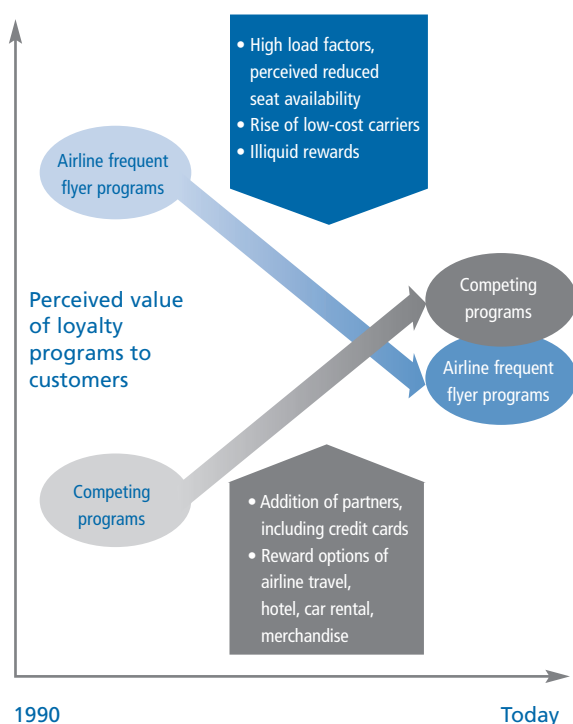 • High load factors,
perceived reduced
seat availability
• Rise of low-cost carriers
• Illiquid rewards
Airline frequent
flyer programs
Perceived value
of loyalty
programs to
customers
Competing
programs
Airline frequent
flyer programs
Competing
programs
• Addition of partners,
including credit cards
• Reward options of
airline travel,
hotel, car rental,
merchandise
1990
Today